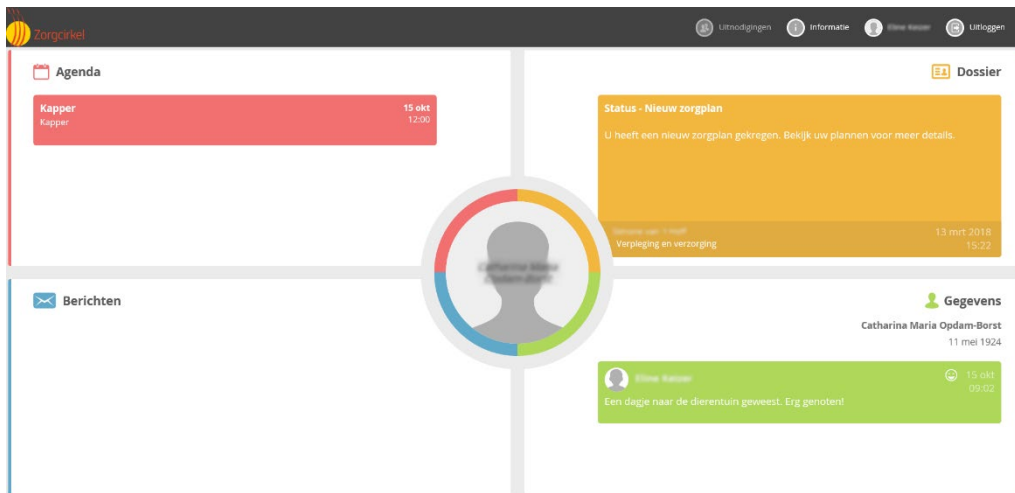 Zorgcirkel
Uitnodigingen
Informatie
Uitloggen
Agenda
Kapper
15 okt
Kapper
12:00
Dossier
Status - Nieuw zorgplan
U heeft een nieuw zorgplan gekregen. Bekijk uw plannen voor meer details.
13 mrt 2018
Verpleging en verzorging
15:22
Berichten
Gegevens
Catharina Maria Opdam-Borst
11 mei 1924
15 okt
09:02
Een dagje naar de dierentuin geweest. Erg genoten!